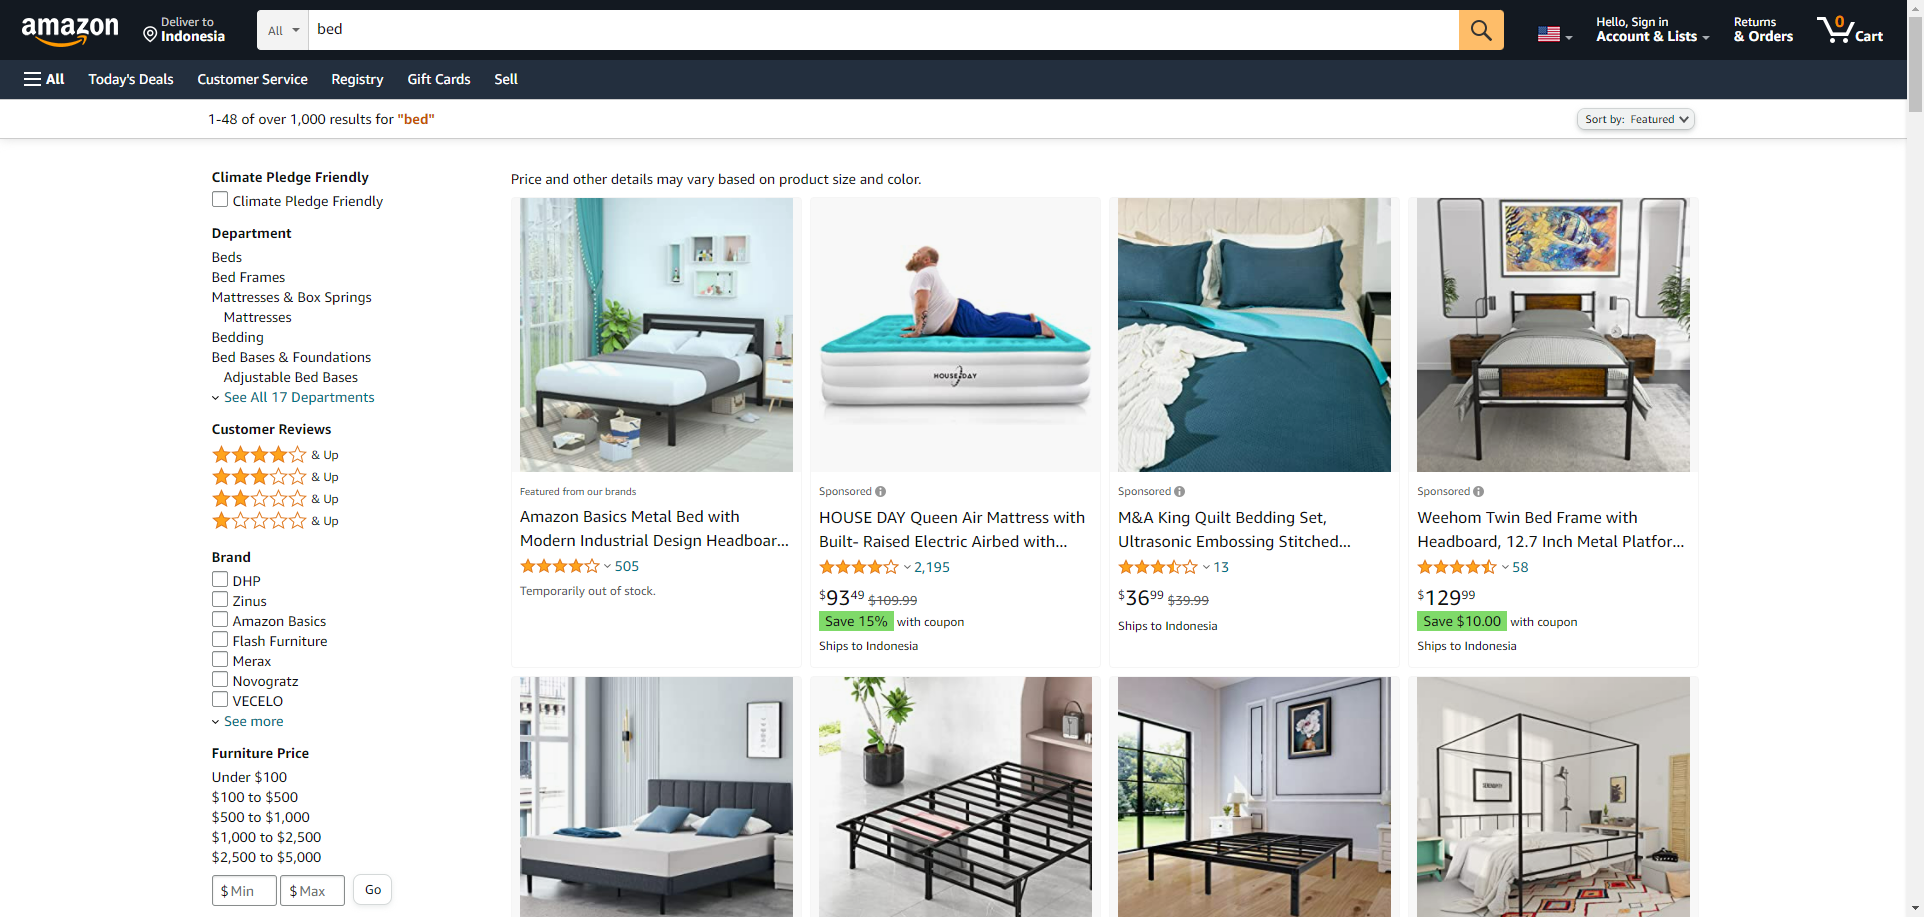 amazon
Deliver to
Indonesia
All
bed
Hello, Sign in
Account & Lists
Returns
& Orders
0
Cart
All
Today's Deals
Customer Service
Registry
Gift Cards
Sell
1-48 of over 1,000 results for "bed"
Sort by: Featured
Climate Pledge Friendly
Climate Pledge Friendly
Department
Beds
Bed Frames
Mattresses & Box Springs
Mattresses
Bedding
Bed Bases & Foundations
Adjustable Bed Bases
See All 17 Departments
Customer Reviews
& Up
& Up
& Up
& Up
Brand
DHP
Zinus
Amazon Basics
Flash Furniture
Merax
Novogratz
VECELO
See more
Furniture Price
Under $100
$100 to $500
$500 to $1,000
$1,000 to $2,500
$2,500 to $5,000
$ Min
$ Max
Go
Price and other details may vary based on product size and color.
Featured from our brands
Amazon Basics Metal Bed with
Modern Industrial Design Headboar...
505
Temporarily out of stock.
HOUSE DAY
Sponsored
HOUSE DAY Queen Air Mattress with
Built- Raised Electric Airbed with...
2,195
$93.49 $109.99
Save 15% with coupon
Ships to Indonesia
Sponsored
M&A King Quilt Bedding Set,
Ultrasonic Embossing Stitched...
13
$36.99 $39.99
Ships to Indonesia
Sponsored
Weehom Twin Bed Frame with
Headboard, 12.7 Inch Metal Platfor...
58
$129.99
Save $10.00 with coupon
Ships to Indonesia